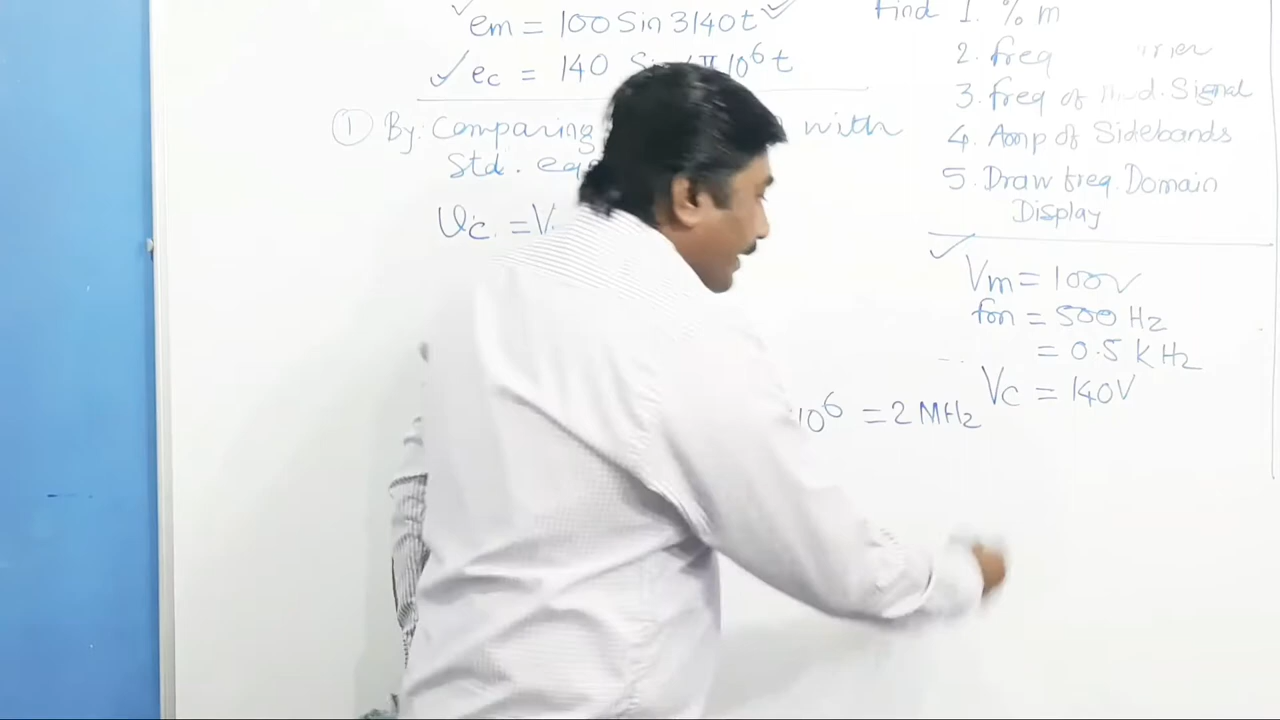 em = 100 Sin 3140t
ec = 140 Sin 4π10⁶t
① By. Comparing with
Std. eq
Vc = V
10⁶ = 2 MHz
find 1. % m
2. freq
3. freq of Mod. Signal
4. Amp of Sidebands
5. Draw freq. Domain
Display
Vm = 100V
fm = 500 Hz
= 0.5 KHz
Vc = 140V